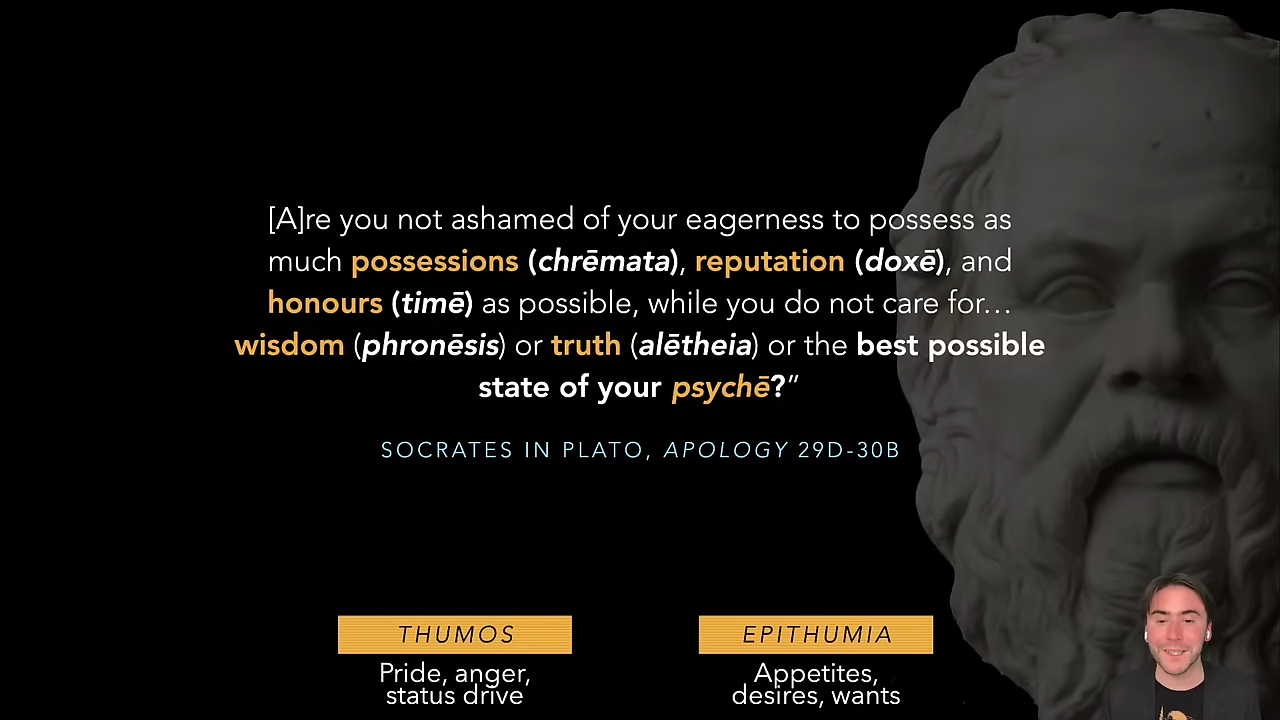 [A]re you not ashamed of your eagerness to possess as
much possessions (chrēmata), reputation (doxē), and
honours (timē) as possible, while you do not care for…
wisdom (phronēsis) or truth (alētheia) or the best possible
state of your psychē?”
SOCRATES IN PLATO, APOLOGY 29D-30B
THUMOS
Pride, anger,
status drive
EPITHUMIA
Appetites,
desires, wants